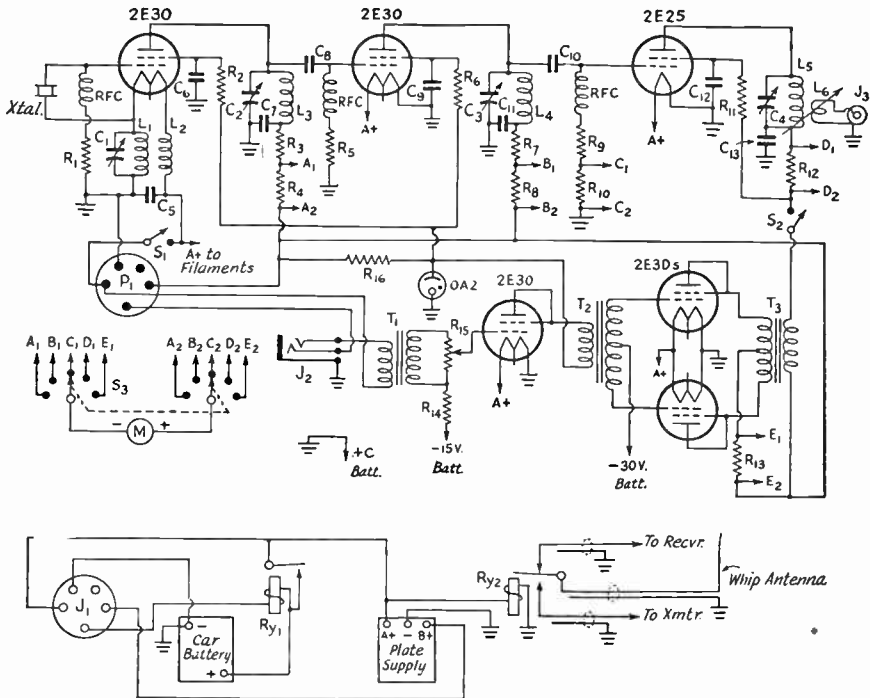 2E30
2E30
2E25
Xtal.
RFC
R1
C1
L1
L2
C5
C6
R2
C2
C7
L3
R3
A1
R4
A2
C8
RFC
R5
A+
C9
R6
C3
C11
L4
R7
B1
R8
B2
C10
RFC
R9
C1
R10
C2
A+
C12
R11
L5
C4
L6
J3
C13
D1
R12
D2
S2
S1
A+ to
Filaments
P1
R16
OA2
2E30
2E3Ds
A1 B1 C1 D1 E1
A2 B2 C2 D2 E2
S3
- M +
J2
T1
R15
R14
-15V.
Batt.
A+
T2
A+
T3
-30V.
Batt.
E1
R13
E2
+C
Batt.
J1
-
Car
Battery
+
Ry1
A+ - B+
Plate
Supply
Ry2
To Recvr.
Whip Antenna
To Xmtr.